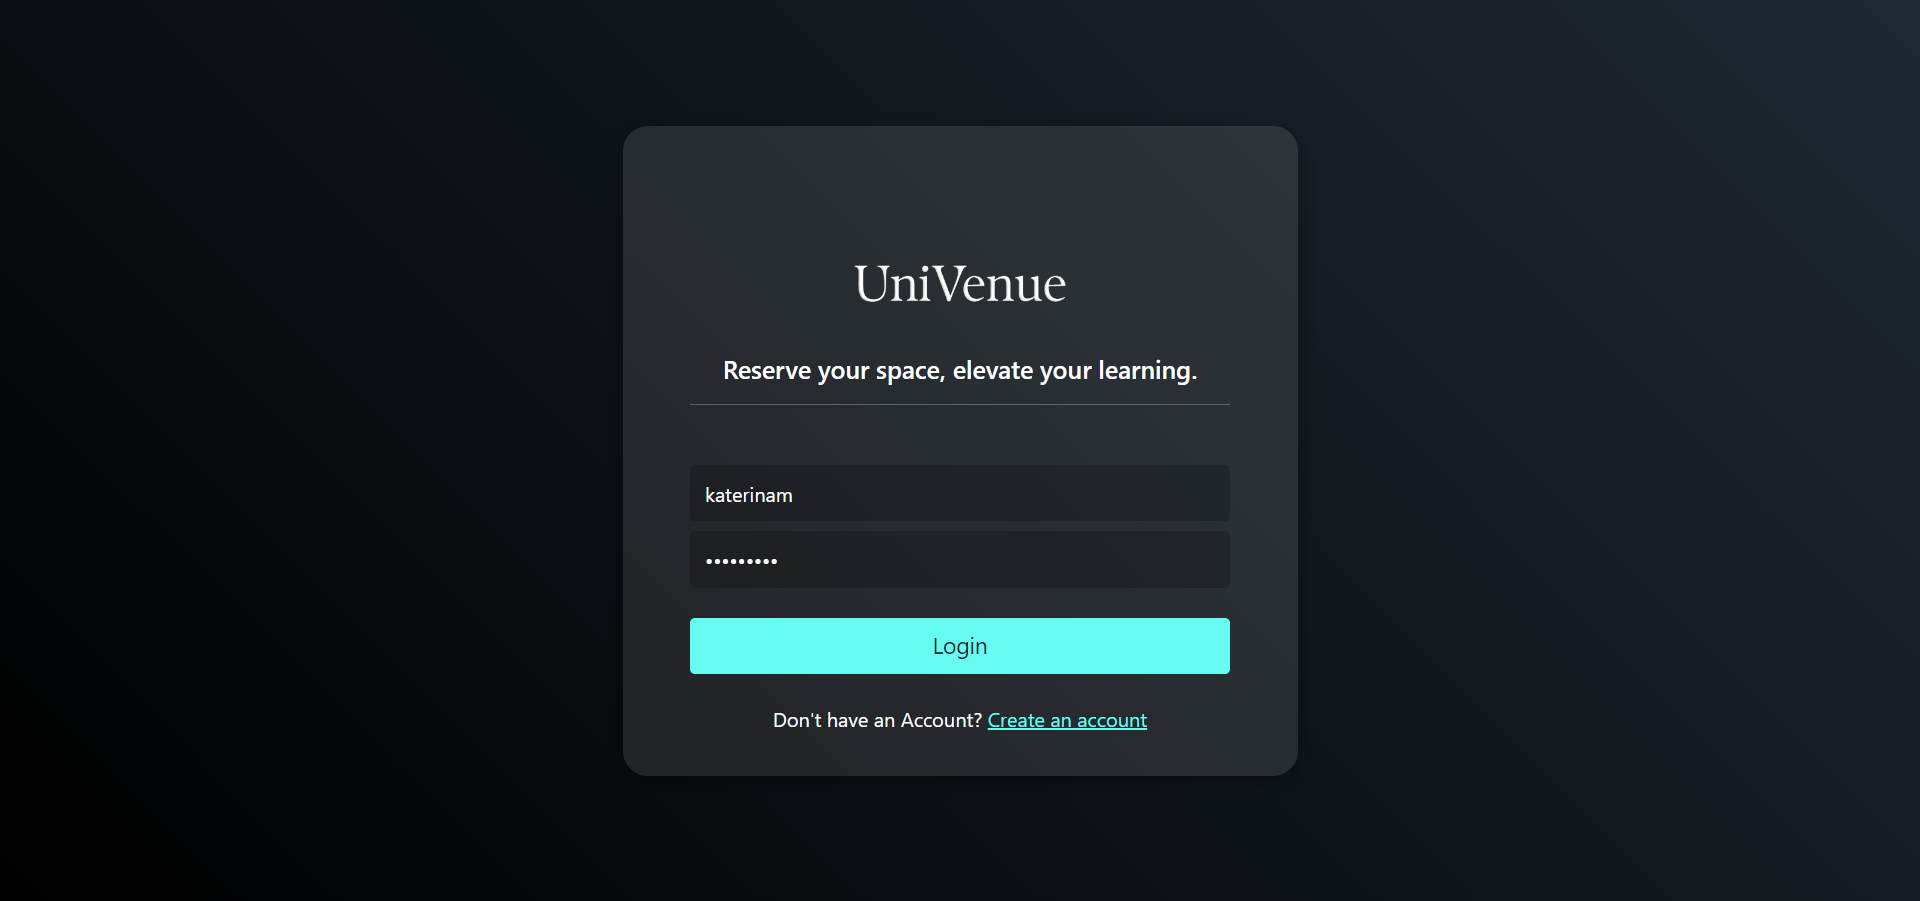 UniVenue
Reserve your space, elevate your learning.
katerinam
•••••••••
Login
Don't have an Account? Create an account